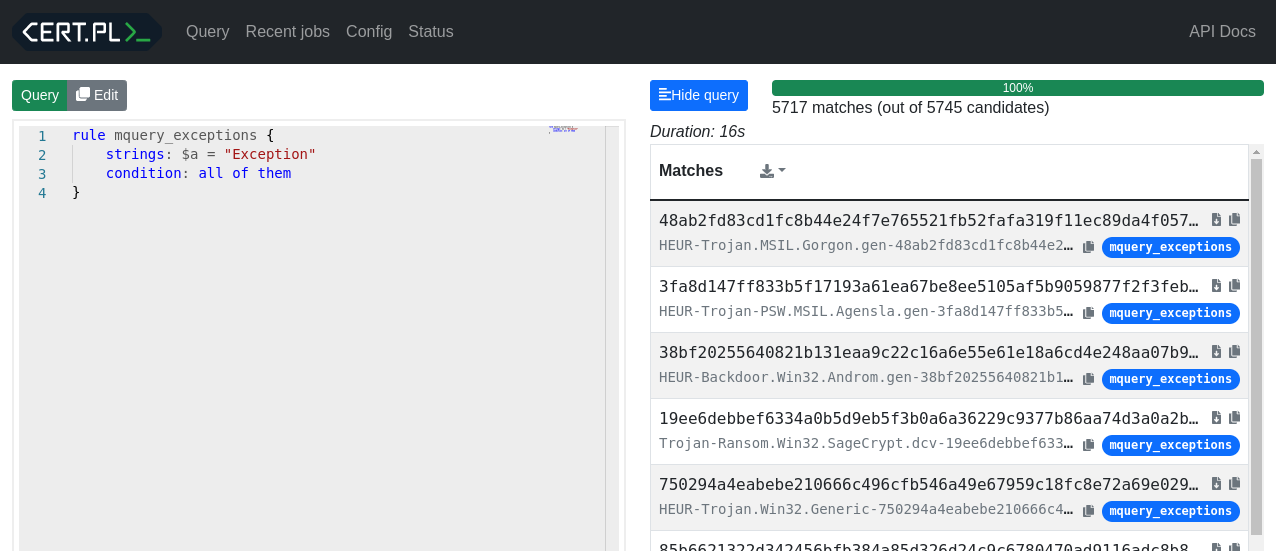 CERT.PL>_ Query Recent jobs Config Status API Docs
Query Edit
1 rule mquery_exceptions {
2 strings: $a = "Exception"
3 condition: all of them
4 }
Hide query
100%
5717 matches (out of 5745 candidates)
Duration: 16s
Matches
48ab2fd83cd1fc8b44e24f7e765521fb52fafa319f11ec89da4f057…
HEUR-Trojan.MSIL.Gorgon.gen-48ab2fd83cd1fc8b44e2… mquery_exceptions
3fa8d147ff833b5f17193a61ea67be8ee5105af5b9059877f2f3feb…
HEUR-Trojan-PSW.MSIL.Agensla.gen-3fa8d147ff833b5… mquery_exceptions
38bf20255640821b131eaa9c22c16a6e55e61e18a6cd4e248aa07b9…
HEUR-Backdoor.Win32.Androm.gen-38bf20255640821b1… mquery_exceptions
19ee6debbef6334a0b5d9eb5f3b0a6a36229c9377b86aa74d3a0a2b…
Trojan-Ransom.Win32.SageCrypt.dcv-19ee6debbef633… mquery_exceptions
750294a4eabebe210666c496cfb546a49e67959c18fc8e72a69e029…
HEUR-Trojan.Win32.Generic-750294a4eabebe210666c4… mquery_exceptions